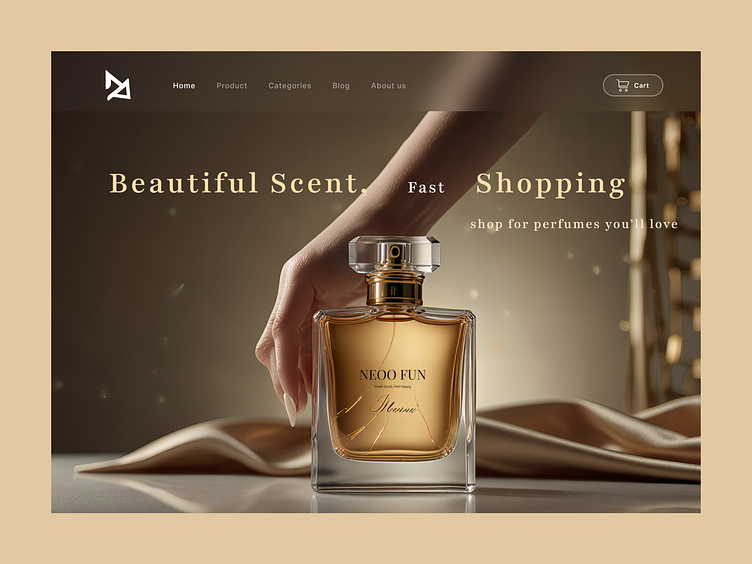 Home Product Categories Blog About us Cart
Beautiful Scent, Fast Shopping
shop for perfumes you'll love
NEOO FUN
Smell Good, Feel Happy